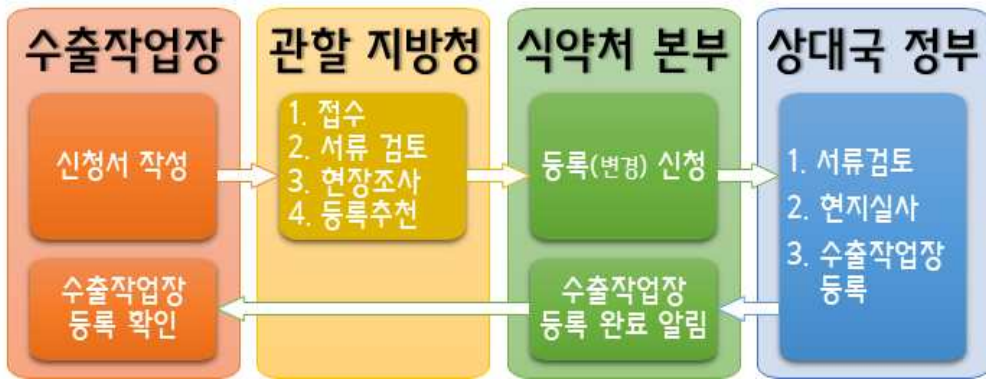 수출작업장
신청서 작성
수출작업장
등록 확인
관할 지방청
1. 접수
2. 서류 검토
3. 현장조사
4. 등록추천
식약처 본부
등록(변경) 신청
수출작업장
등록 완료 알림
상대국 정부
1. 서류검토
2. 현지실사
3. 수출작업장
등록